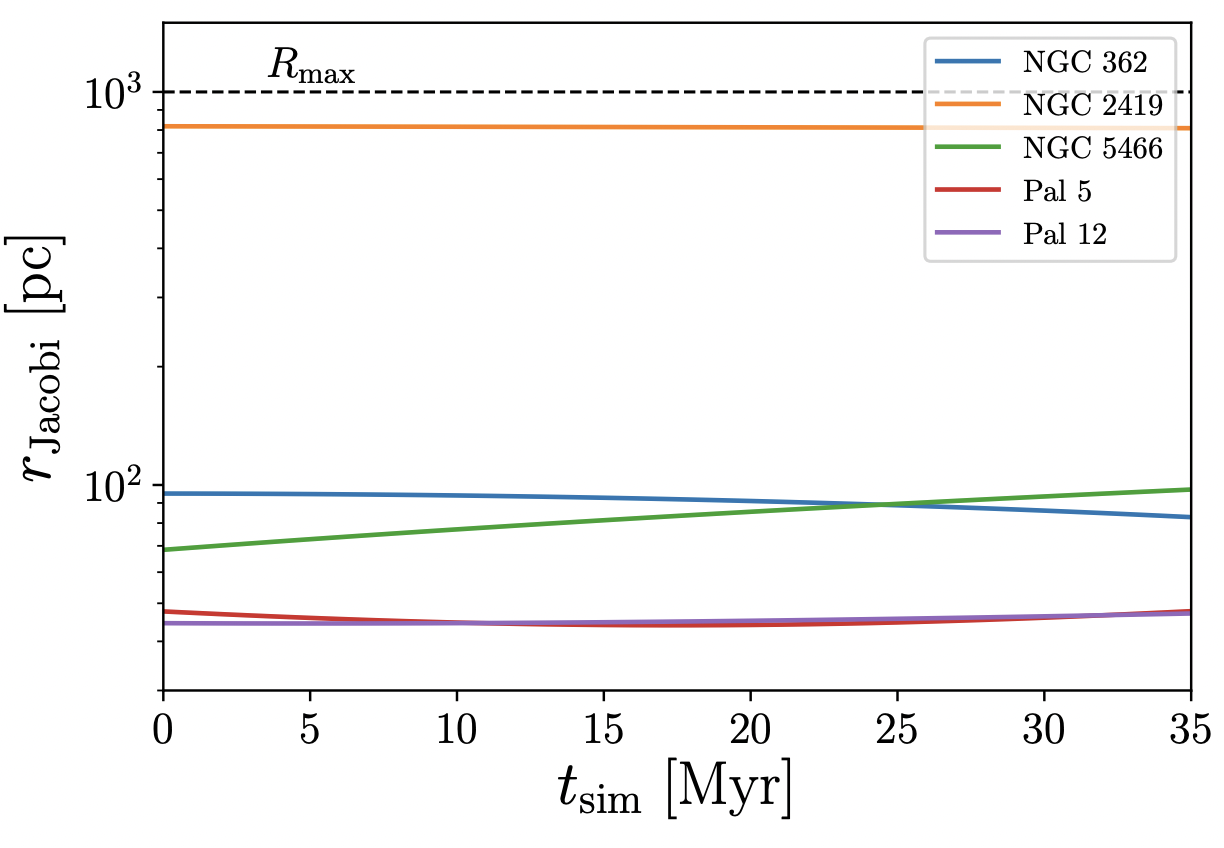 R_max
10^3
10^2
r_Jacobi [pc]
NGC 362
NGC 2419
NGC 5466
Pal 5
Pal 12
0 5 10 15 20 25 30 35
t_sim [Myr]